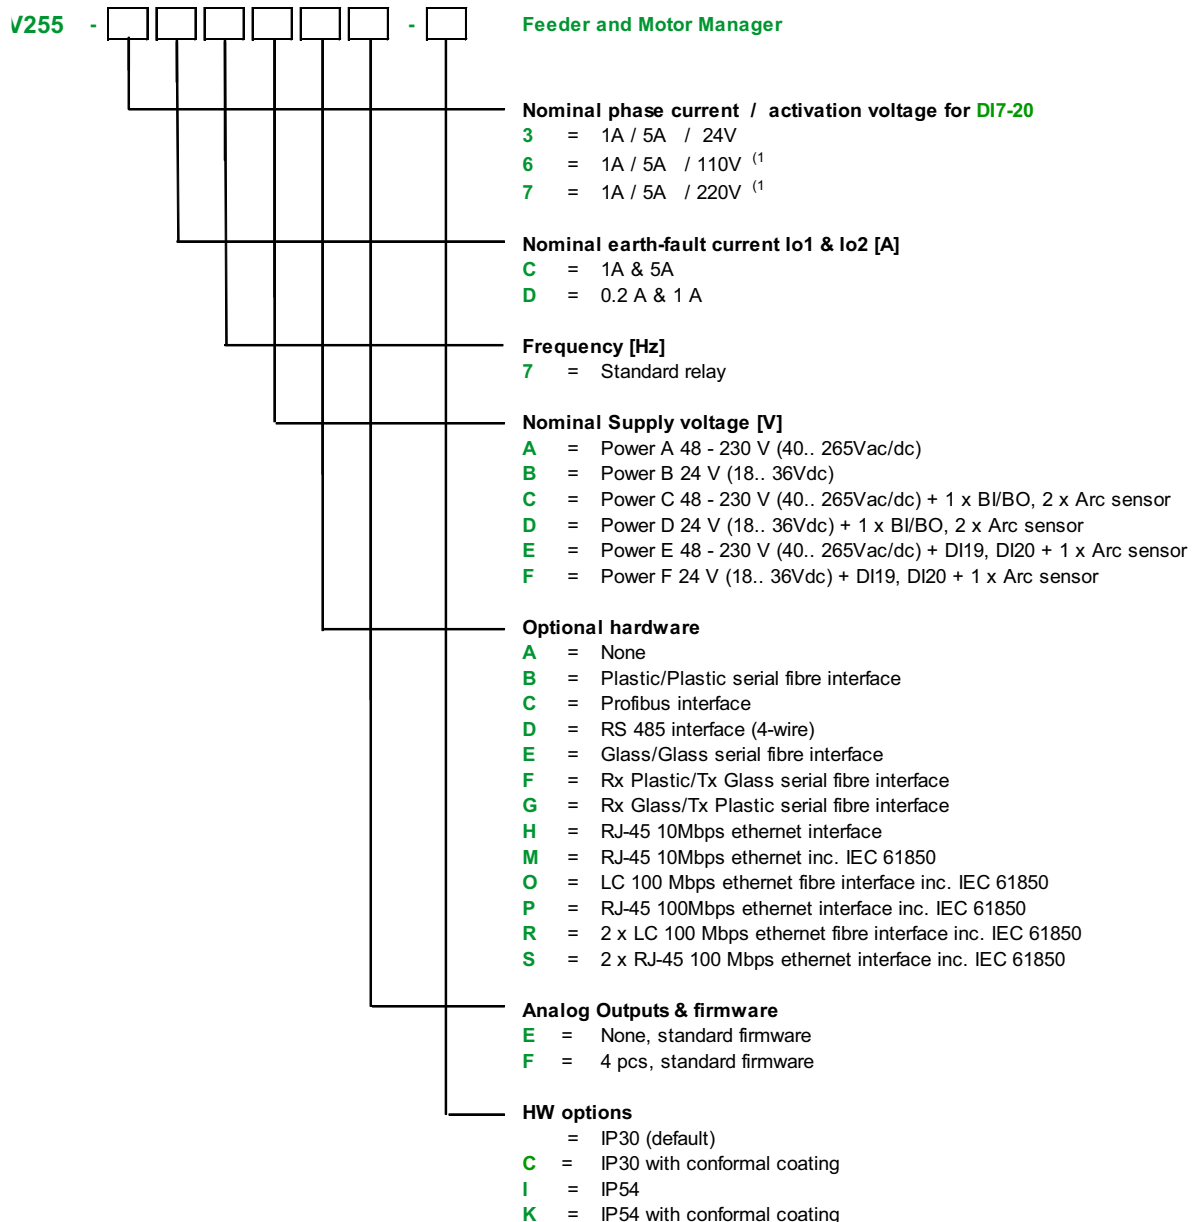 V255 - - Feeder and Motor Manager
Nominal phase current / activation voltage for DI7-20
3 = 1A / 5A / 24V
6 = 1A / 5A / 110V (1
7 = 1A / 5A / 220V (1
Nominal earth-fault current Io1 & Io2 [A]
C = 1A & 5A
D = 0.2 A & 1 A
Frequency [Hz]
7 = Standard relay
Nominal Supply voltage [V]
A = Power A 48 - 230 V (40.. 265Vac/dc)
B = Power B 24 V (18.. 36Vdc)
C = Power C 48 - 230 V (40.. 265Vac/dc) + 1 x BI/BO, 2 x Arc sensor
D = Power D 24 V (18.. 36Vdc) + 1 x BI/BO, 2 x Arc sensor
E = Power E 48 - 230 V (40.. 265Vac/dc) + DI19, DI20 + 1 x Arc sensor
F = Power F 24 V (18.. 36Vdc) + DI19, DI20 + 1 x Arc sensor
Optional hardware
A = None
B = Plastic/Plastic serial fibre interface
C = Profibus interface
D = RS 485 interface (4-wire)
E = Glass/Glass serial fibre interface
F = Rx Plastic/Tx Glass serial fibre interface
G = Rx Glass/Tx Plastic serial fibre interface
H = RJ-45 10Mbps ethernet interface
M = RJ-45 10Mbps ethernet inc. IEC 61850
O = LC 100 Mbps ethernet fibre interface inc. IEC 61850
P = RJ-45 100Mbps ethernet interface inc. IEC 61850
R = 2 x LC 100 Mbps ethernet fibre interface inc. IEC 61850
S = 2 x RJ-45 100 Mbps ethernet interface inc. IEC 61850
Analog Outputs & firmware
E = None, standard firmware
F = 4 pcs, standard firmware
HW options
= IP30 (default)
C = IP30 with conformal coating
I = IP54
K = IP54 with conformal coating